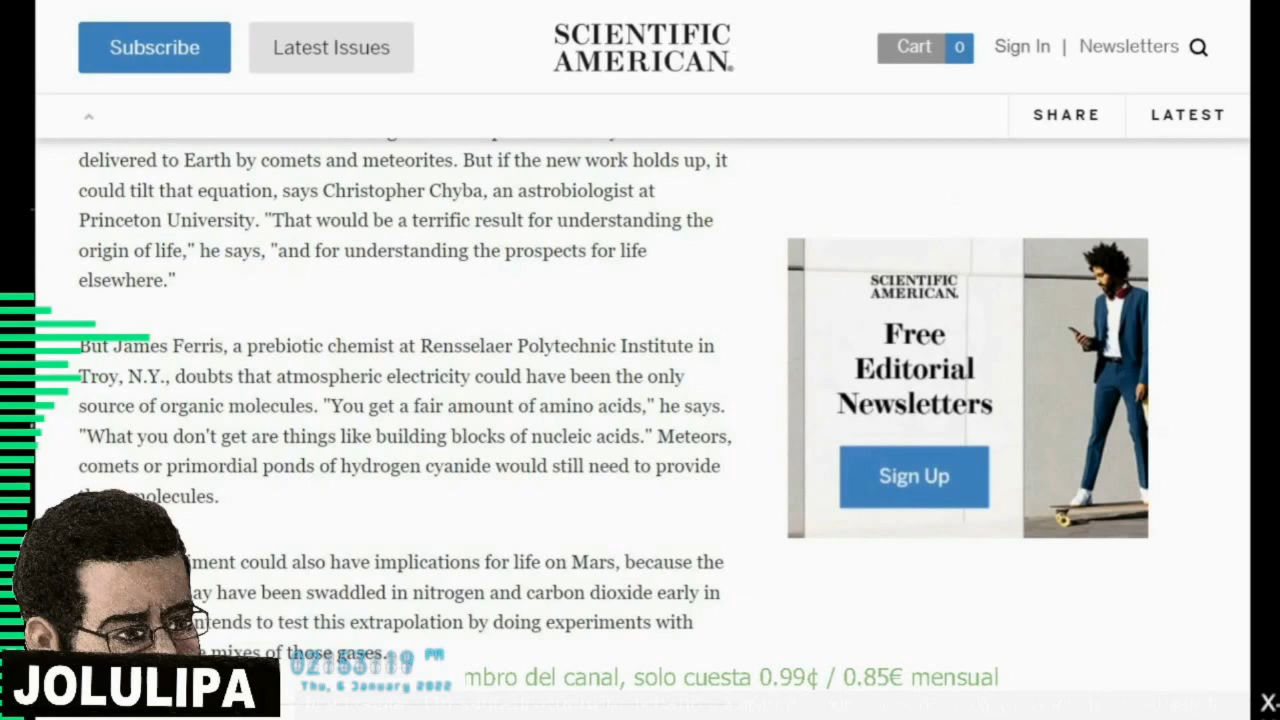 Subscribe
Latest Issues
SCIENTIFIC
AMERICAN.
Cart 0
Sign In | Newsletters
SHARE
LATEST
delivered to Earth by comets and meteorites. But if the new work holds up, it
could tilt that equation, says Christopher Chyba, an astrobiologist at
Princeton University. "That would be a terrific result for understanding the
origin of life," he says, "and for understanding the prospects for life
elsewhere."
But James Ferris, a prebiotic chemist at Rensselaer Polytechnic Institute in
Troy, N.Y., doubts that atmospheric electricity could have been the only
source of organic molecules. "You get a fair amount of amino acids," he says.
"What you don't get are things like building blocks of nucleic acids." Meteors,
comets or primordial ponds of hydrogen cyanide would still need to provide
molecules.
iment could also have implications for life on Mars, because the
ay have been swaddled in nitrogen and carbon dioxide early in
ntends to test this extrapolation by doing experiments with
mixes of those gases.
SCIENTIFIC
AMERICAN.
Free
Editorial
Newsletters
Sign Up
JOLULIPA
PM
Thu, 6 January 2022
mbro del canal, solo cuesta 0.99¢ / 0.85€ mensual
X